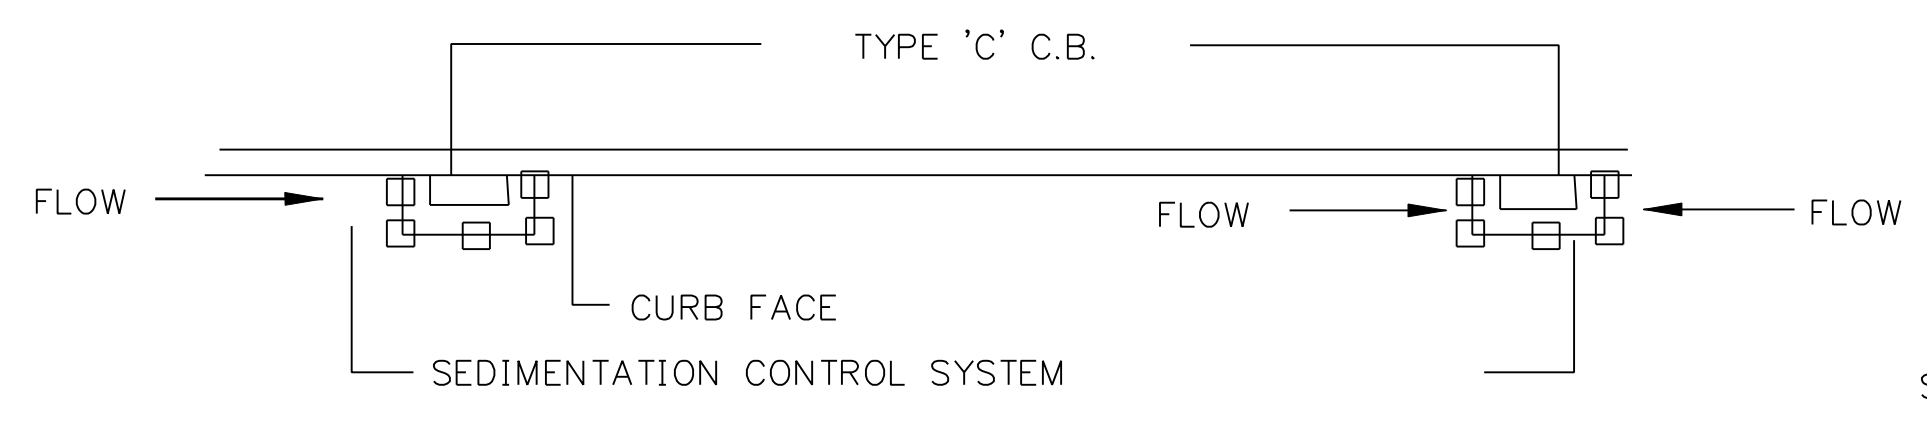 TYPE 'C' C.B.
FLOW
FLOW
FLOW
CURB FACE
SEDIMENTATION CONTROL SYSTEM